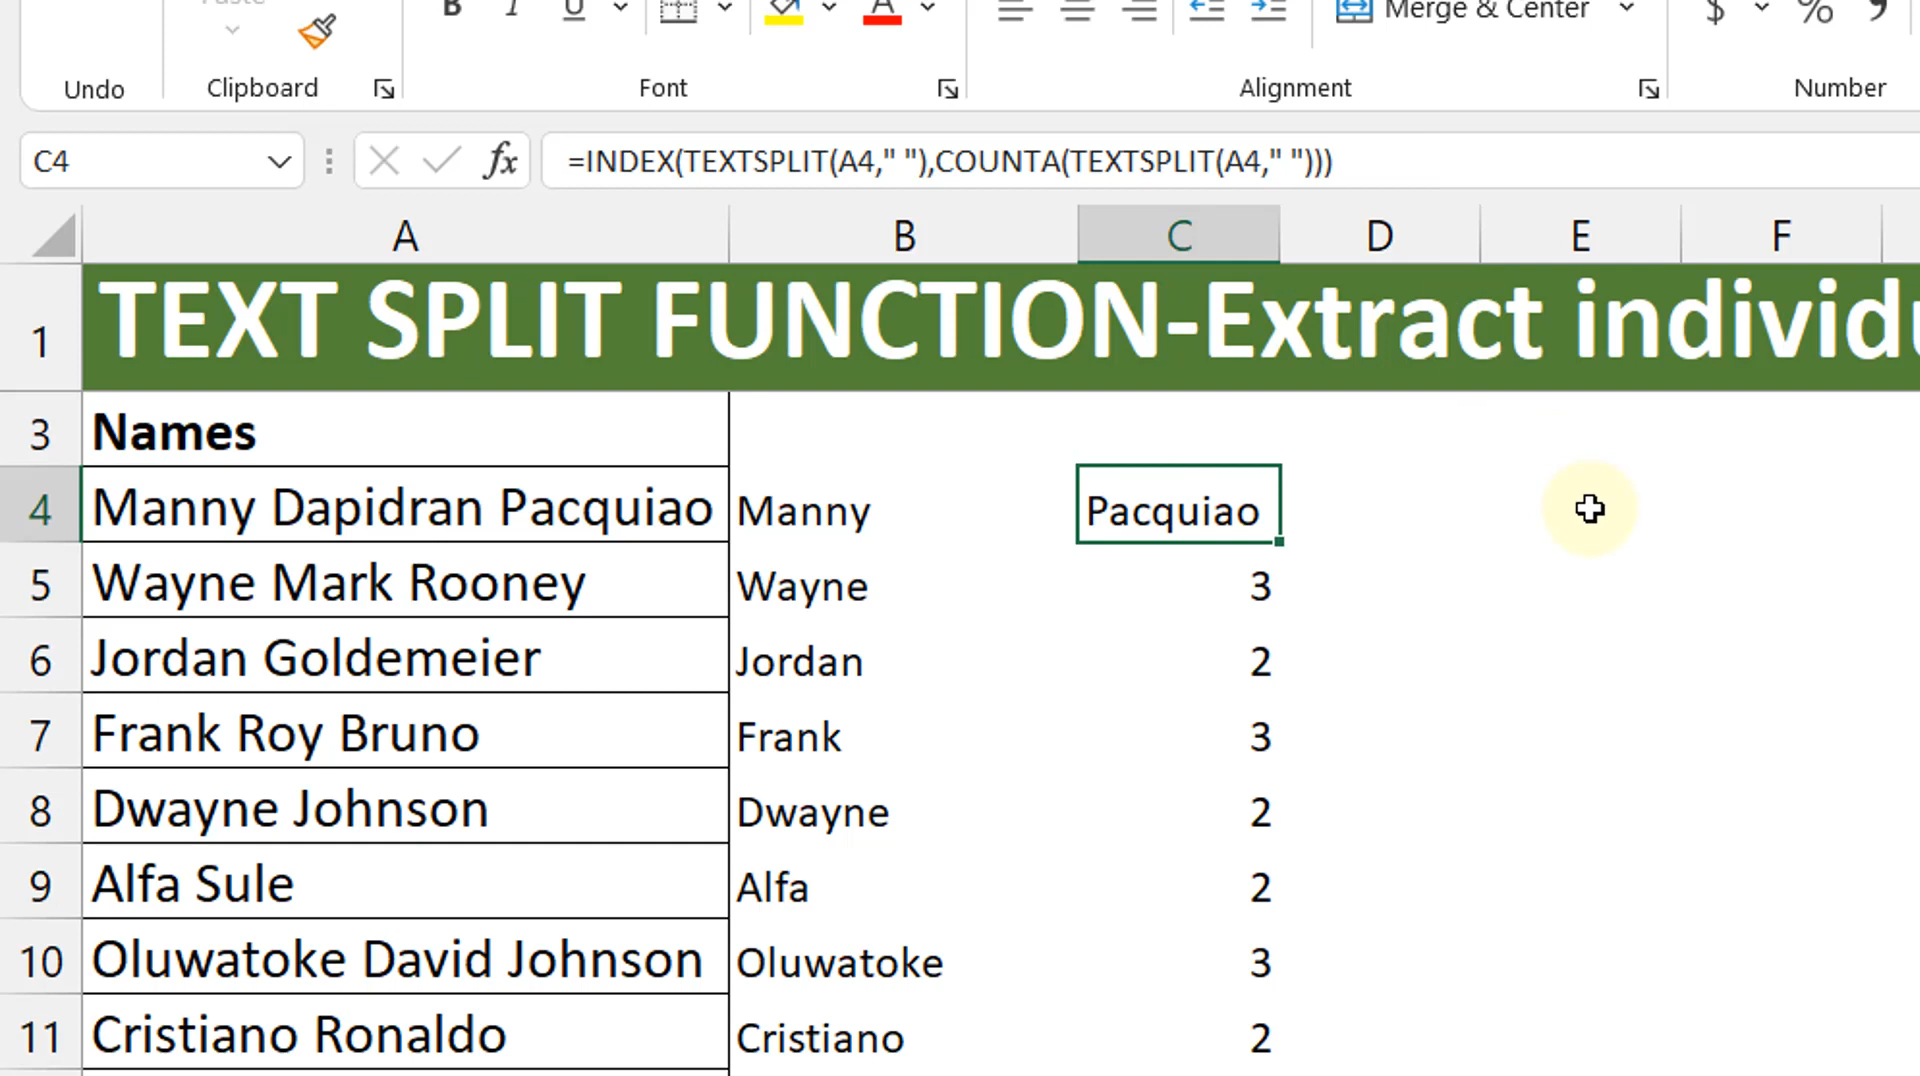 Paste
B I U A Merge & Center $ %
Undo Clipboard Font Alignment Number
C4 fx =INDEX(TEXTSPLIT(A4," "),COUNTA(TEXTSPLIT(A4," ")))
A B C D E F
1 TEXT SPLIT FUNCTION-Extract individu
3 Names
4 Manny Dapidran Pacquiao Manny Pacquiao
5 Wayne Mark Rooney Wayne 3
6 Jordan Goldemeier Jordan 2
7 Frank Roy Bruno Frank 3
8 Dwayne Johnson Dwayne 2
9 Alfa Sule Alfa 2
10 Oluwatoke David Johnson Oluwatoke 3
11 Cristiano Ronaldo Cristiano 2